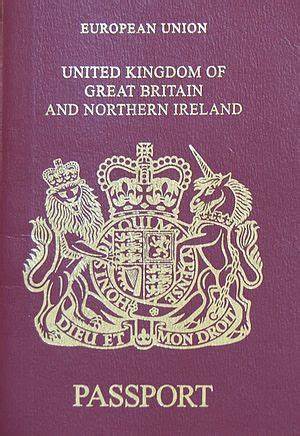 EUROPEAN UNION
UNITED KINGDOM OF
GREAT BRITAIN
AND NORTHERN IRELAND
DIEU ET MON DROIT
PASSPORT